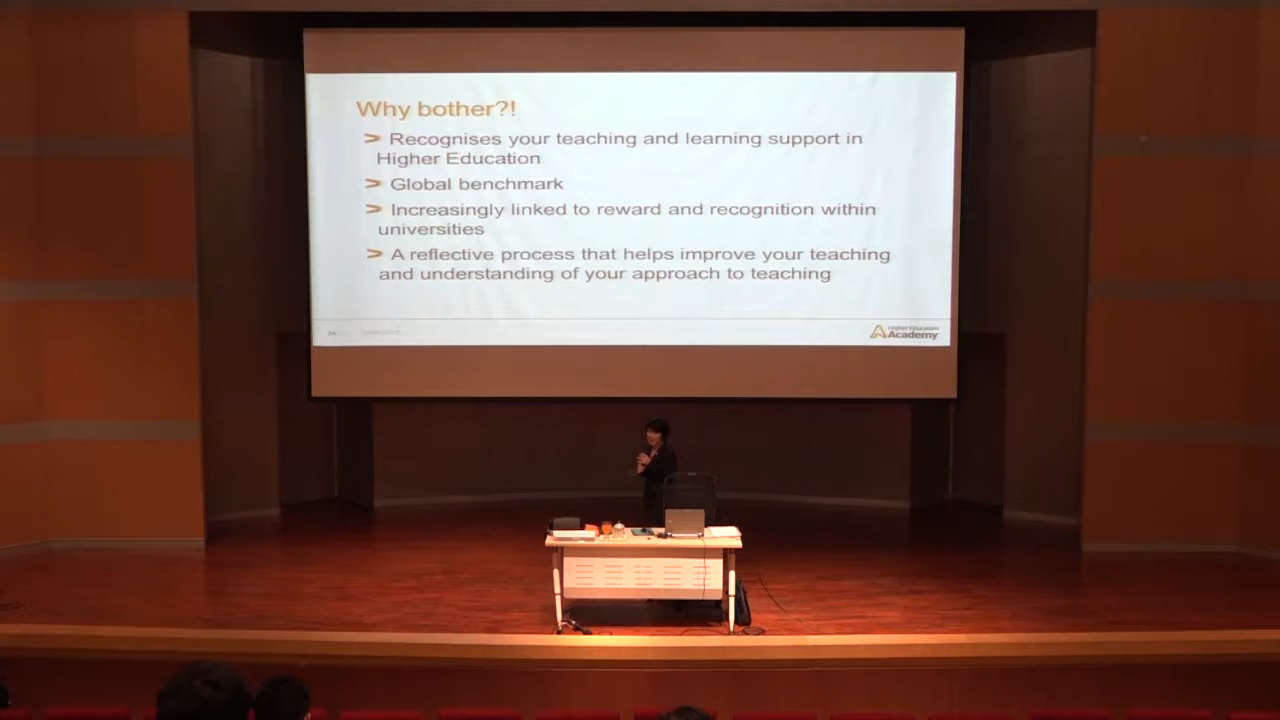 Why bother?!
> Recognises your teaching and learning support in
Higher Education
> Global benchmark
> Increasingly linked to reward and recognition within
universities
> A reflective process that helps improve your teaching
and understanding of your approach to teaching
Higher Education
Academy